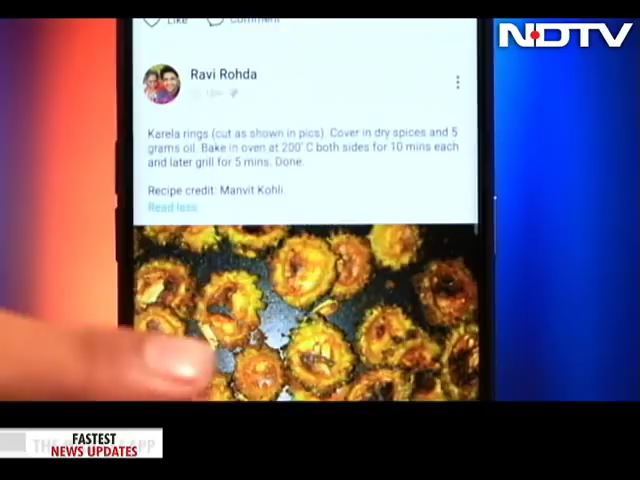 Like
Comment
NDTV
Ravi Rohda
Karela rings (cut as shown in pics). Cover in dry spices and 5
grams oil. Bake in oven at 200°C both sides for 10 mins each
and later grill for 5 mins. Done.
Recipe credit: Manvit Kohli
Read less
FASTEST
NEWS UPDATES